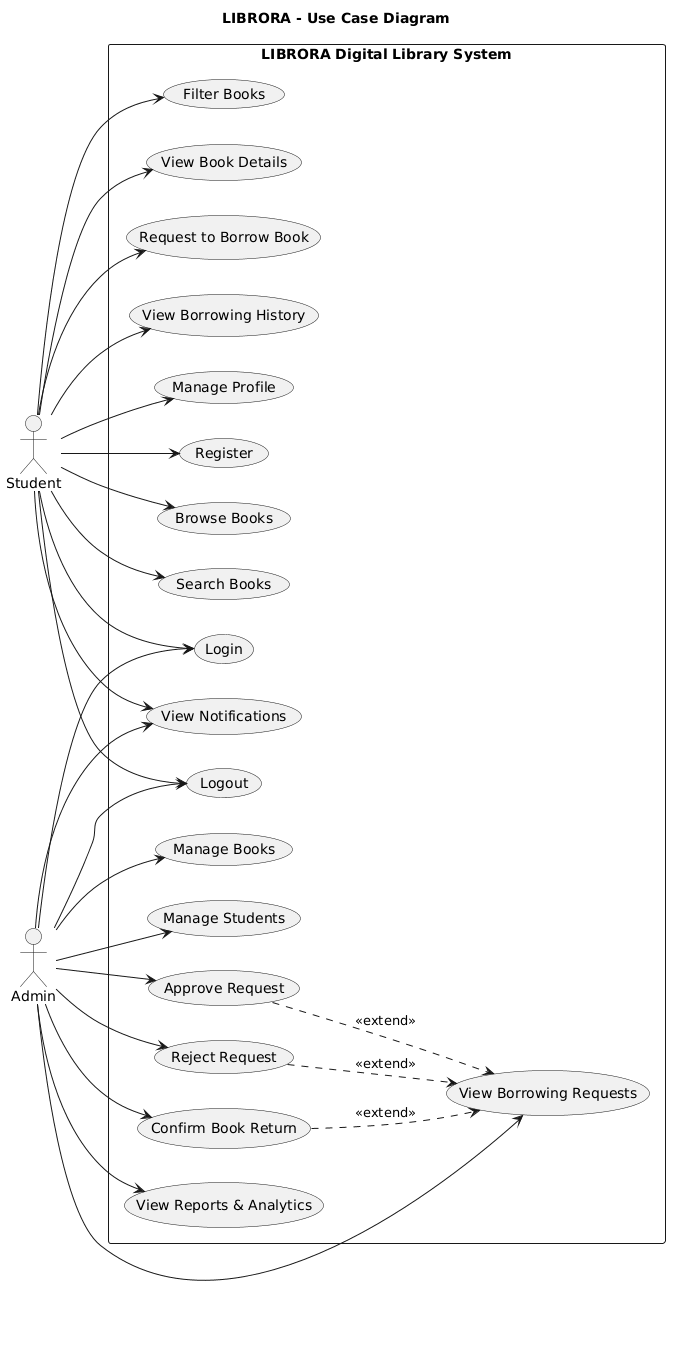 LIBRORA - Use Case Diagram
LIBRORA Digital Library System
Filter Books
View Book Details
Request to Borrow Book
View Borrowing History
Manage Profile
Register
Student
Browse Books
Search Books
Login
View Notifications
Logout
Manage Books
Manage Students
Approve Request
Admin
«extend»
Reject Request
«extend»
View Borrowing Requests
«extend»
Confirm Book Return
View Reports & Analytics